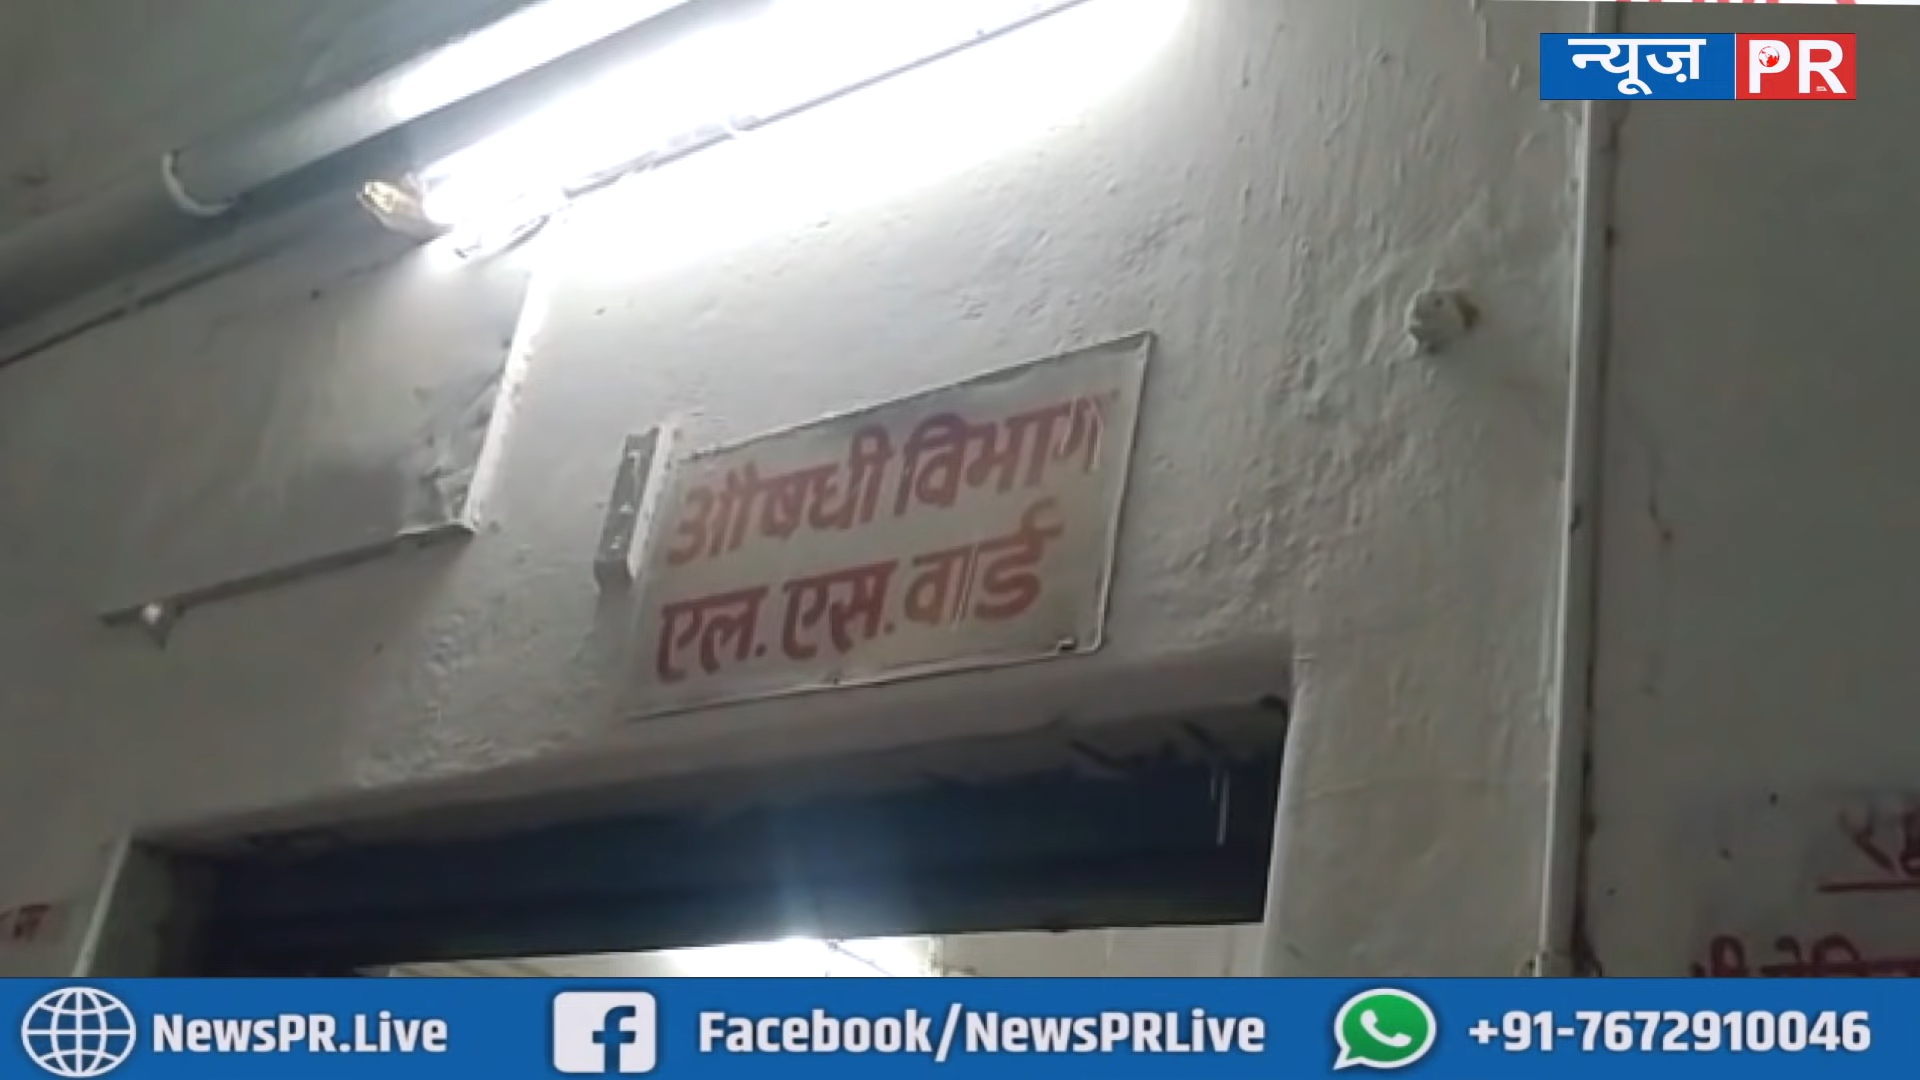 न्यूज़ PR
औषधी विभाग
एल. एस. वार्ड
NewsPR.Live
Facebook/NewsPRLive
+91-7672910046